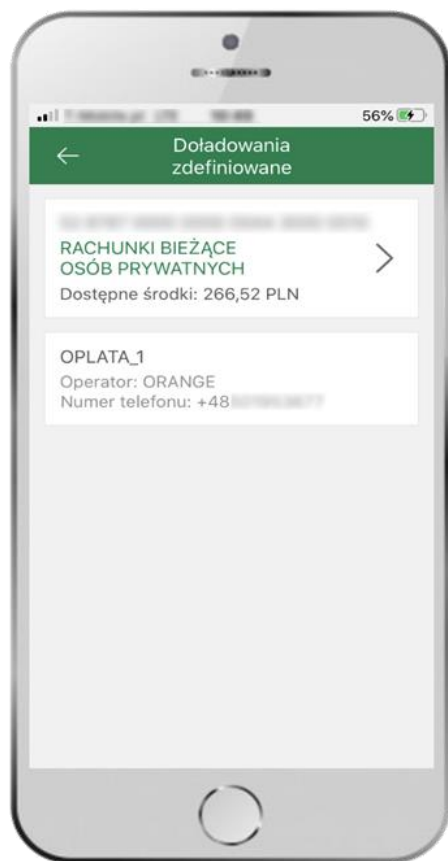 56%
Doładowania
zdefiniowane
RACHUNKI BIEŻĄCE
OSÓB PRYWATNYCH
Dostępne środki: 266,52 PLN
OPLATA_1
Operator: ORANGE
Numer telefonu: +48